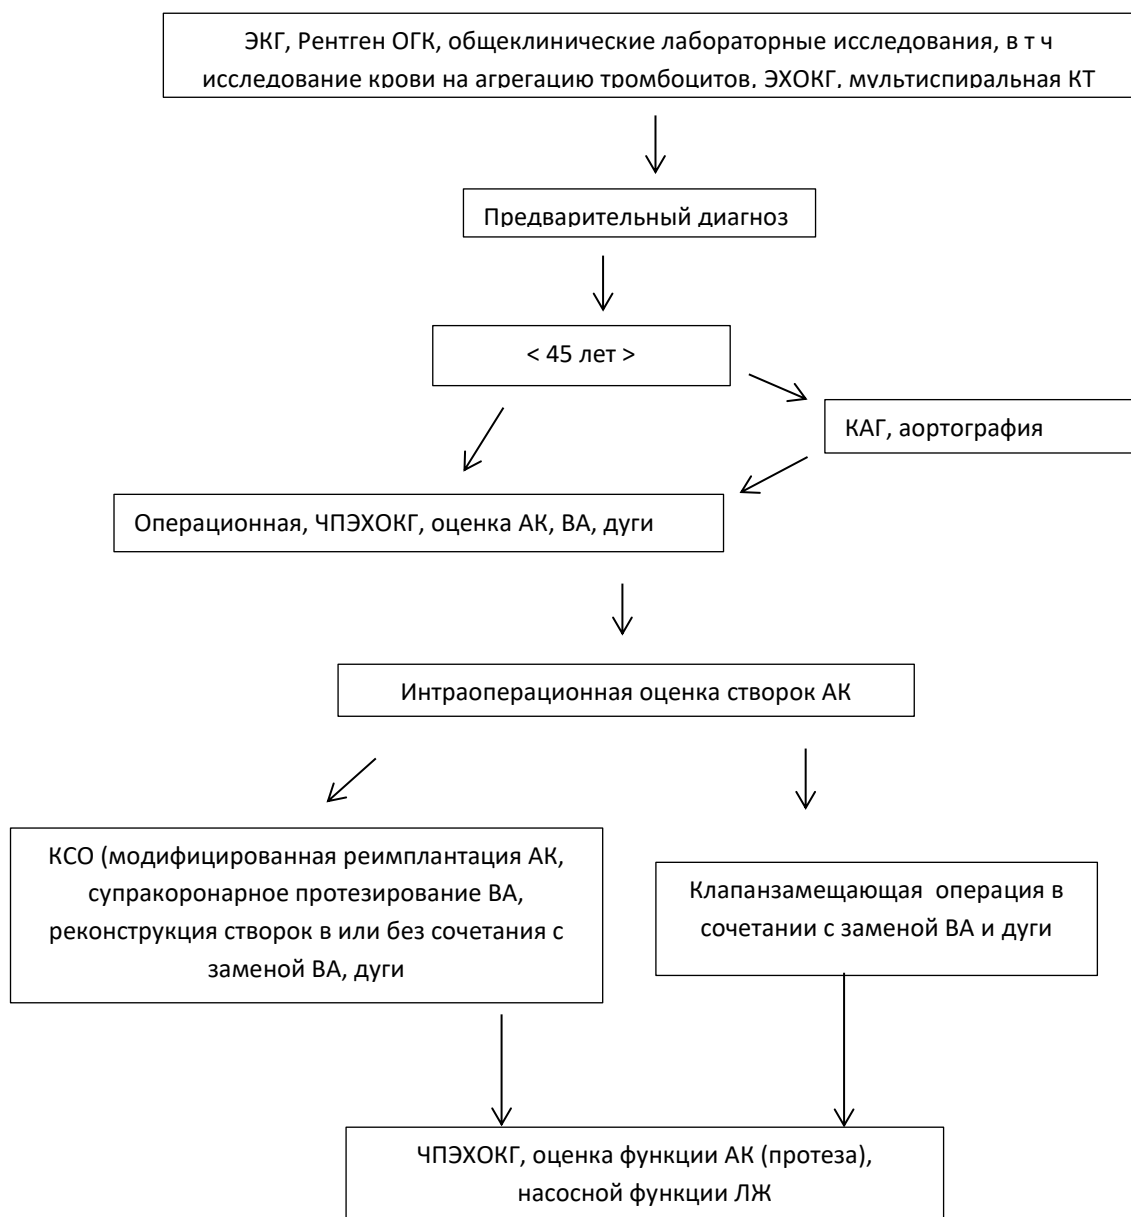 ЭКГ, Рентген ОГК, общеклинические лабораторные исследования, в т ч
исследование крови на агрегацию тромбоцитов, ЭХОКГ, мультиспиральная КТ
Предварительный диагноз
< 45 лет >
КАГ, аортография
Операционная, ЧПЭХОКГ, оценка АК, ВА, дуги
Интраоперационная оценка створок АК
КСО (модифицированная реимплантация АК,
супракоронарное протезирование ВА,
реконструкция створок в или без сочетания с
заменой ВА, дуги
Клапанзамещающая операция в
сочетании с заменой ВА и дуги
ЧПЭХОКГ, оценка функции АК (протеза),
насосной функции ЛЖ